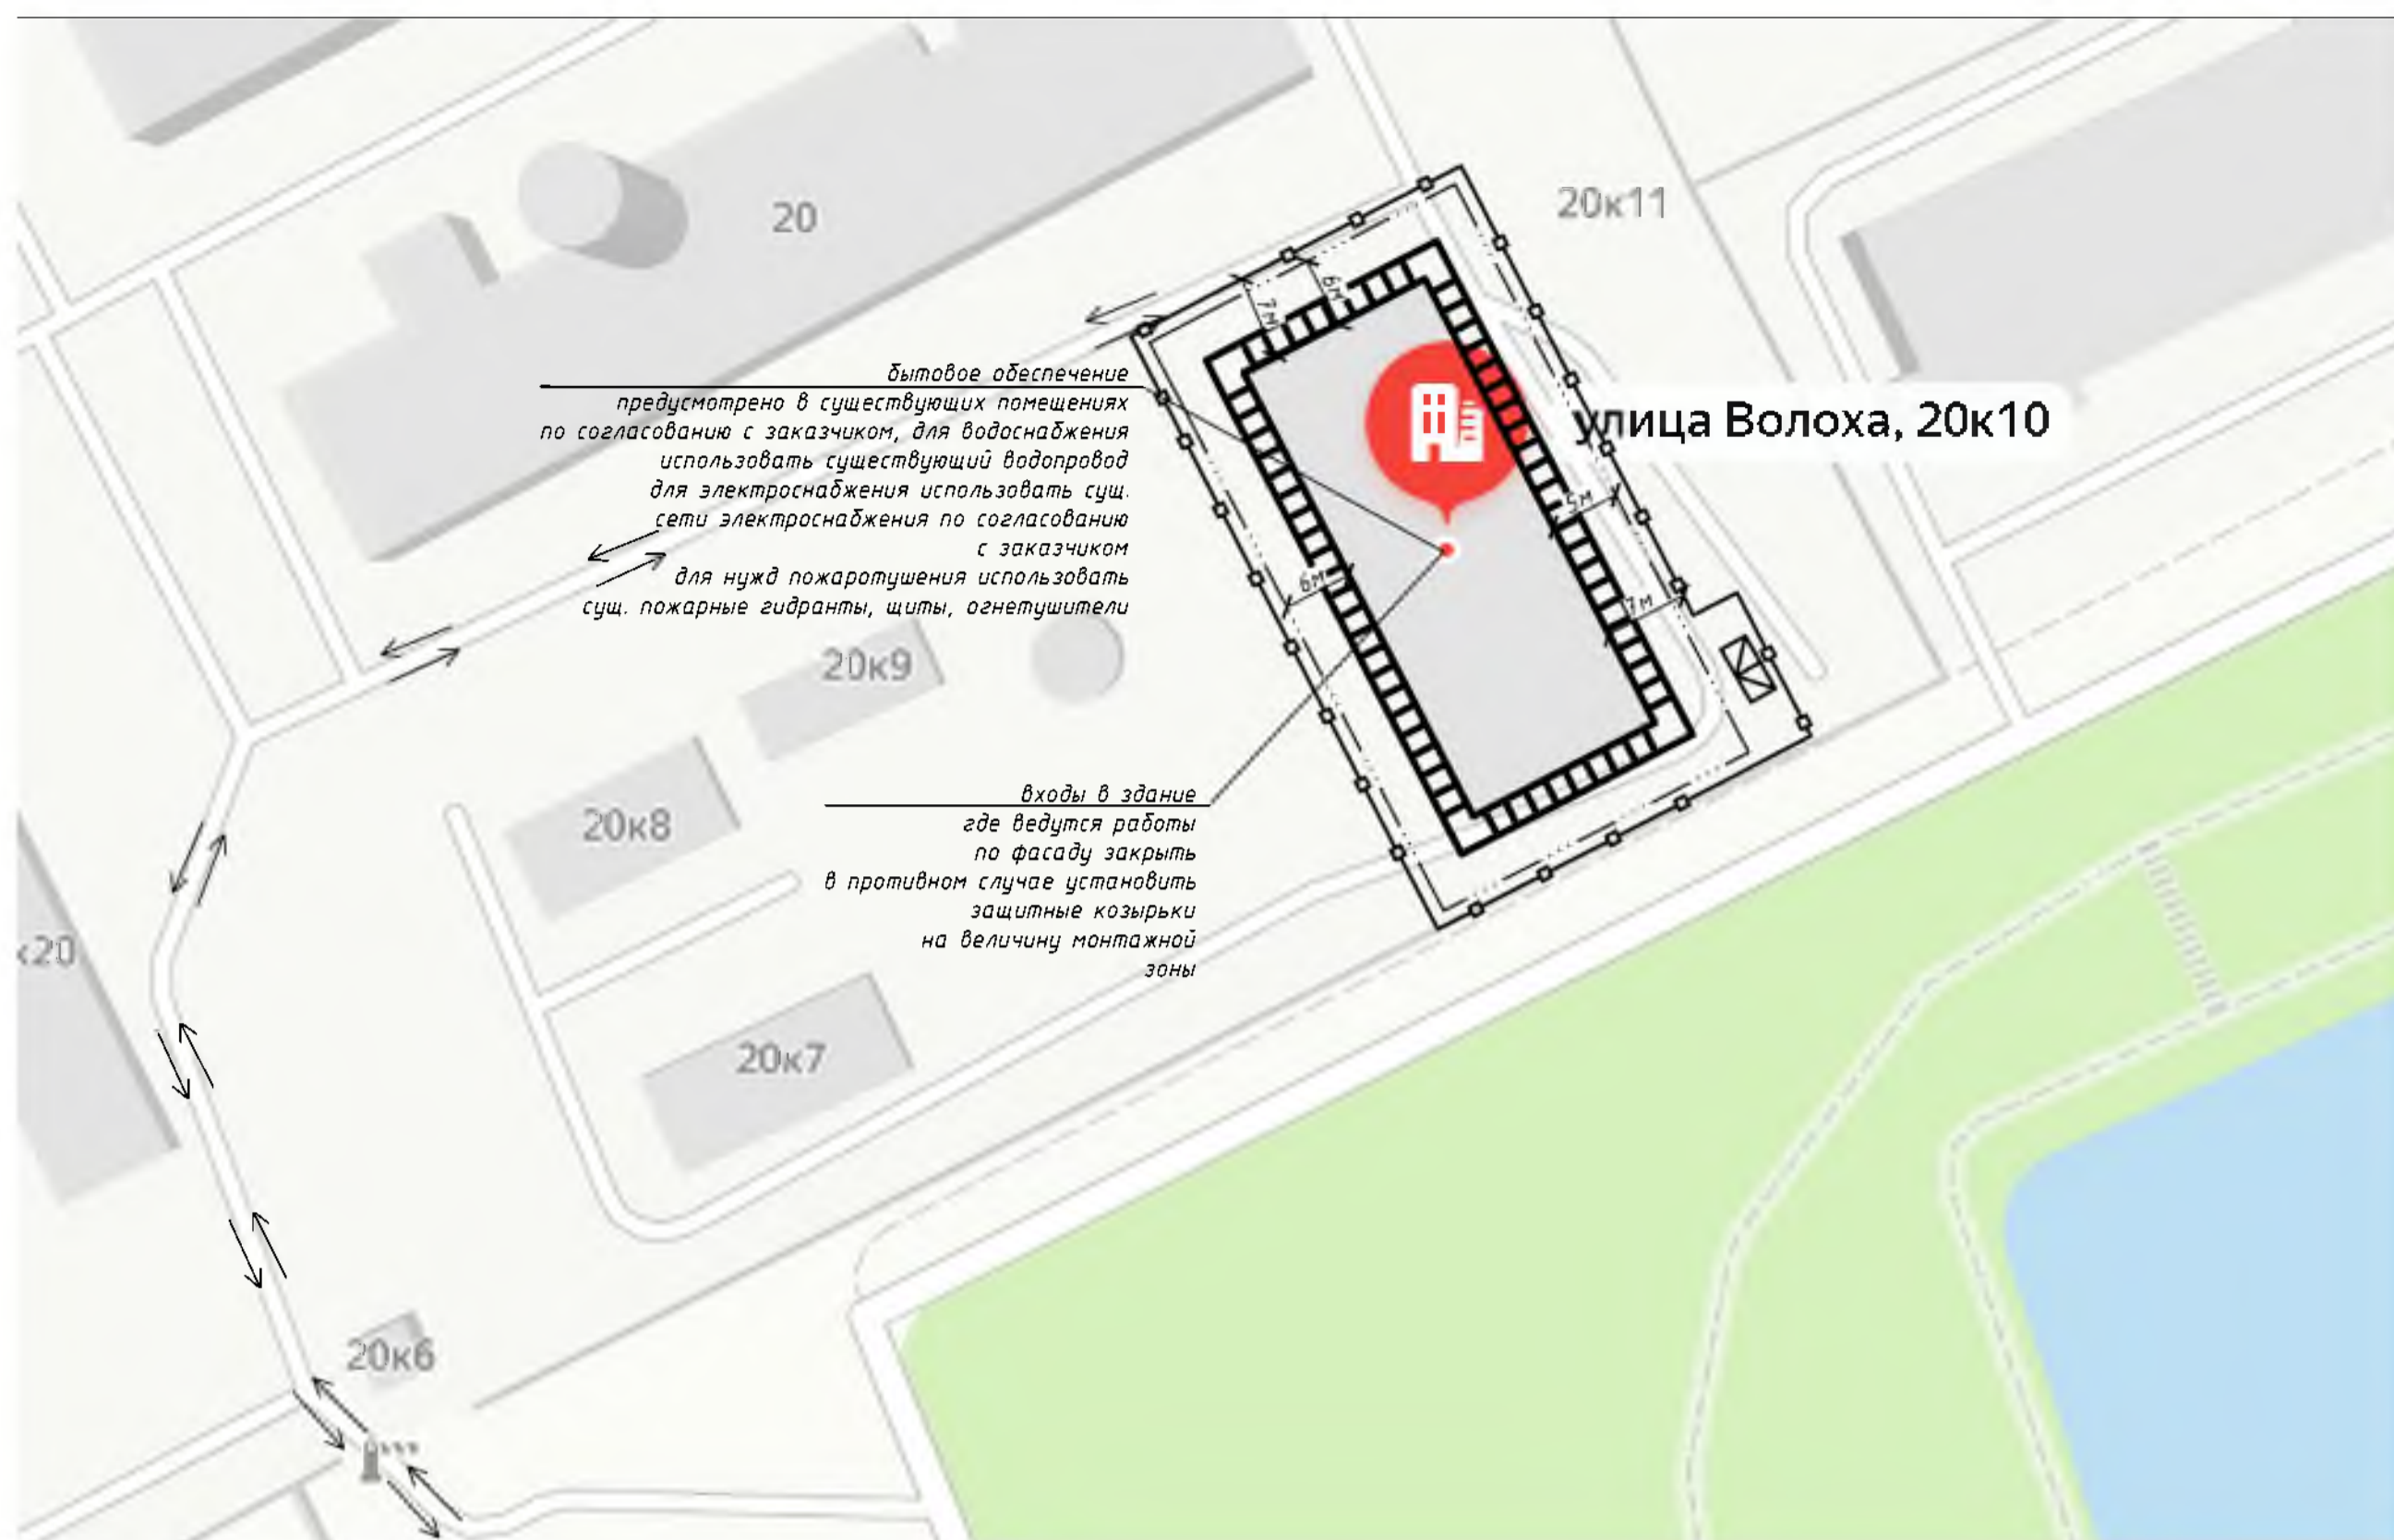 20
20к11
6м
7м
улица Волоха, 20к10
бытовое обеспечение
предусмотрено в существующих помещениях
по согласованию с заказчиком, для водоснабжения
использовать существующий водопровод
для электроснабжения использовать сущ.
сети электроснабжения по согласованию
с заказчиком
для нужд пожаротушения использовать
сущ. пожарные гидранты, щиты, огнетушители
5м
6м
7м
20к9
20к8
входы в здание
где ведутся работы
по фасаду закрыть
в противном случае установить
защитные козырьки
на величину монтажной
зоны
к20
20к7
20к6